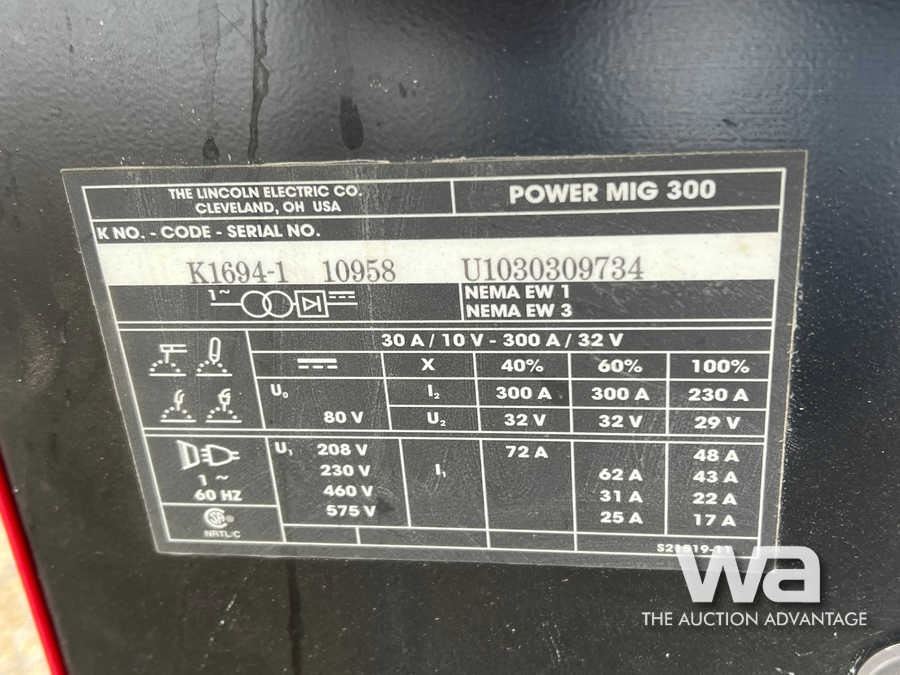 THE LINCOLN ELECTRIC CO.
CLEVELAND, OH USA
POWER MIG 300
K NO. - CODE - SERIAL NO.
K1694-1 10958 U1030309734
1~
NEMA EW 1
NEMA EW 3
30 A / 10 V - 300 A / 32 V
X 40% 60% 100%
U₀ 80 V
I₂ 300 A 300 A 230 A
U₂ 32 V 32 V 29 V
1 ~
60 HZ
U₁ 208 V
230 V
460 V
575 V
I₁
72 A 48 A
62 A 43 A
31 A 22 A
25 A 17 A
NRTL/C
wa
THE AUCTION ADVANTAGE